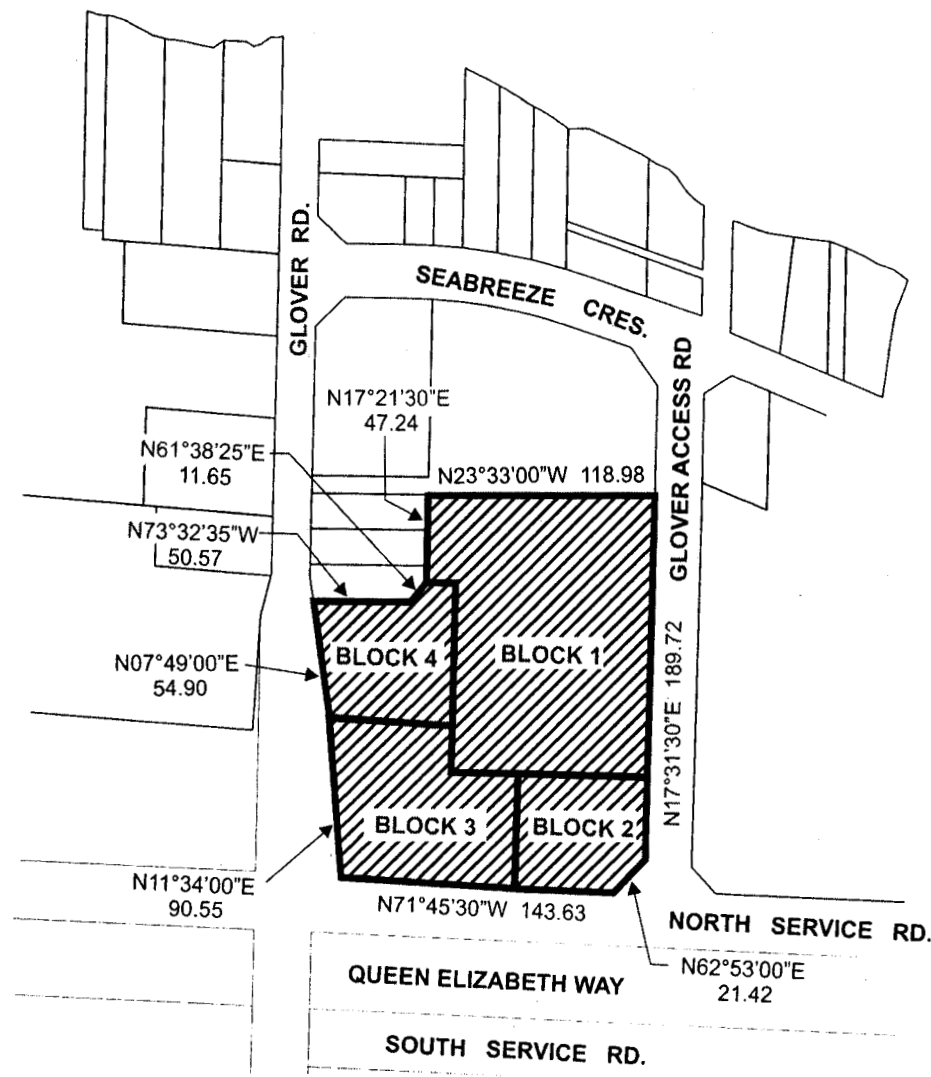 GLOVER RD.
SEABREEZE CRES.
GLOVER ACCESS RD
N17°21'30"E
47.24
N61°38'25"E
11.65
N23°33'00"W 118.98
N73°32'35"W
50.57
BLOCK 4
BLOCK 1
N07°49'00"E
54.90
N17°31'30"E 189.72
BLOCK 3
BLOCK 2
N11°34'00"E
90.55
N71°45'30"W 143.63
NORTH SERVICE RD.
N62°53'00"E
21.42
QUEEN ELIZABETH WAY
SOUTH SERVICE RD.